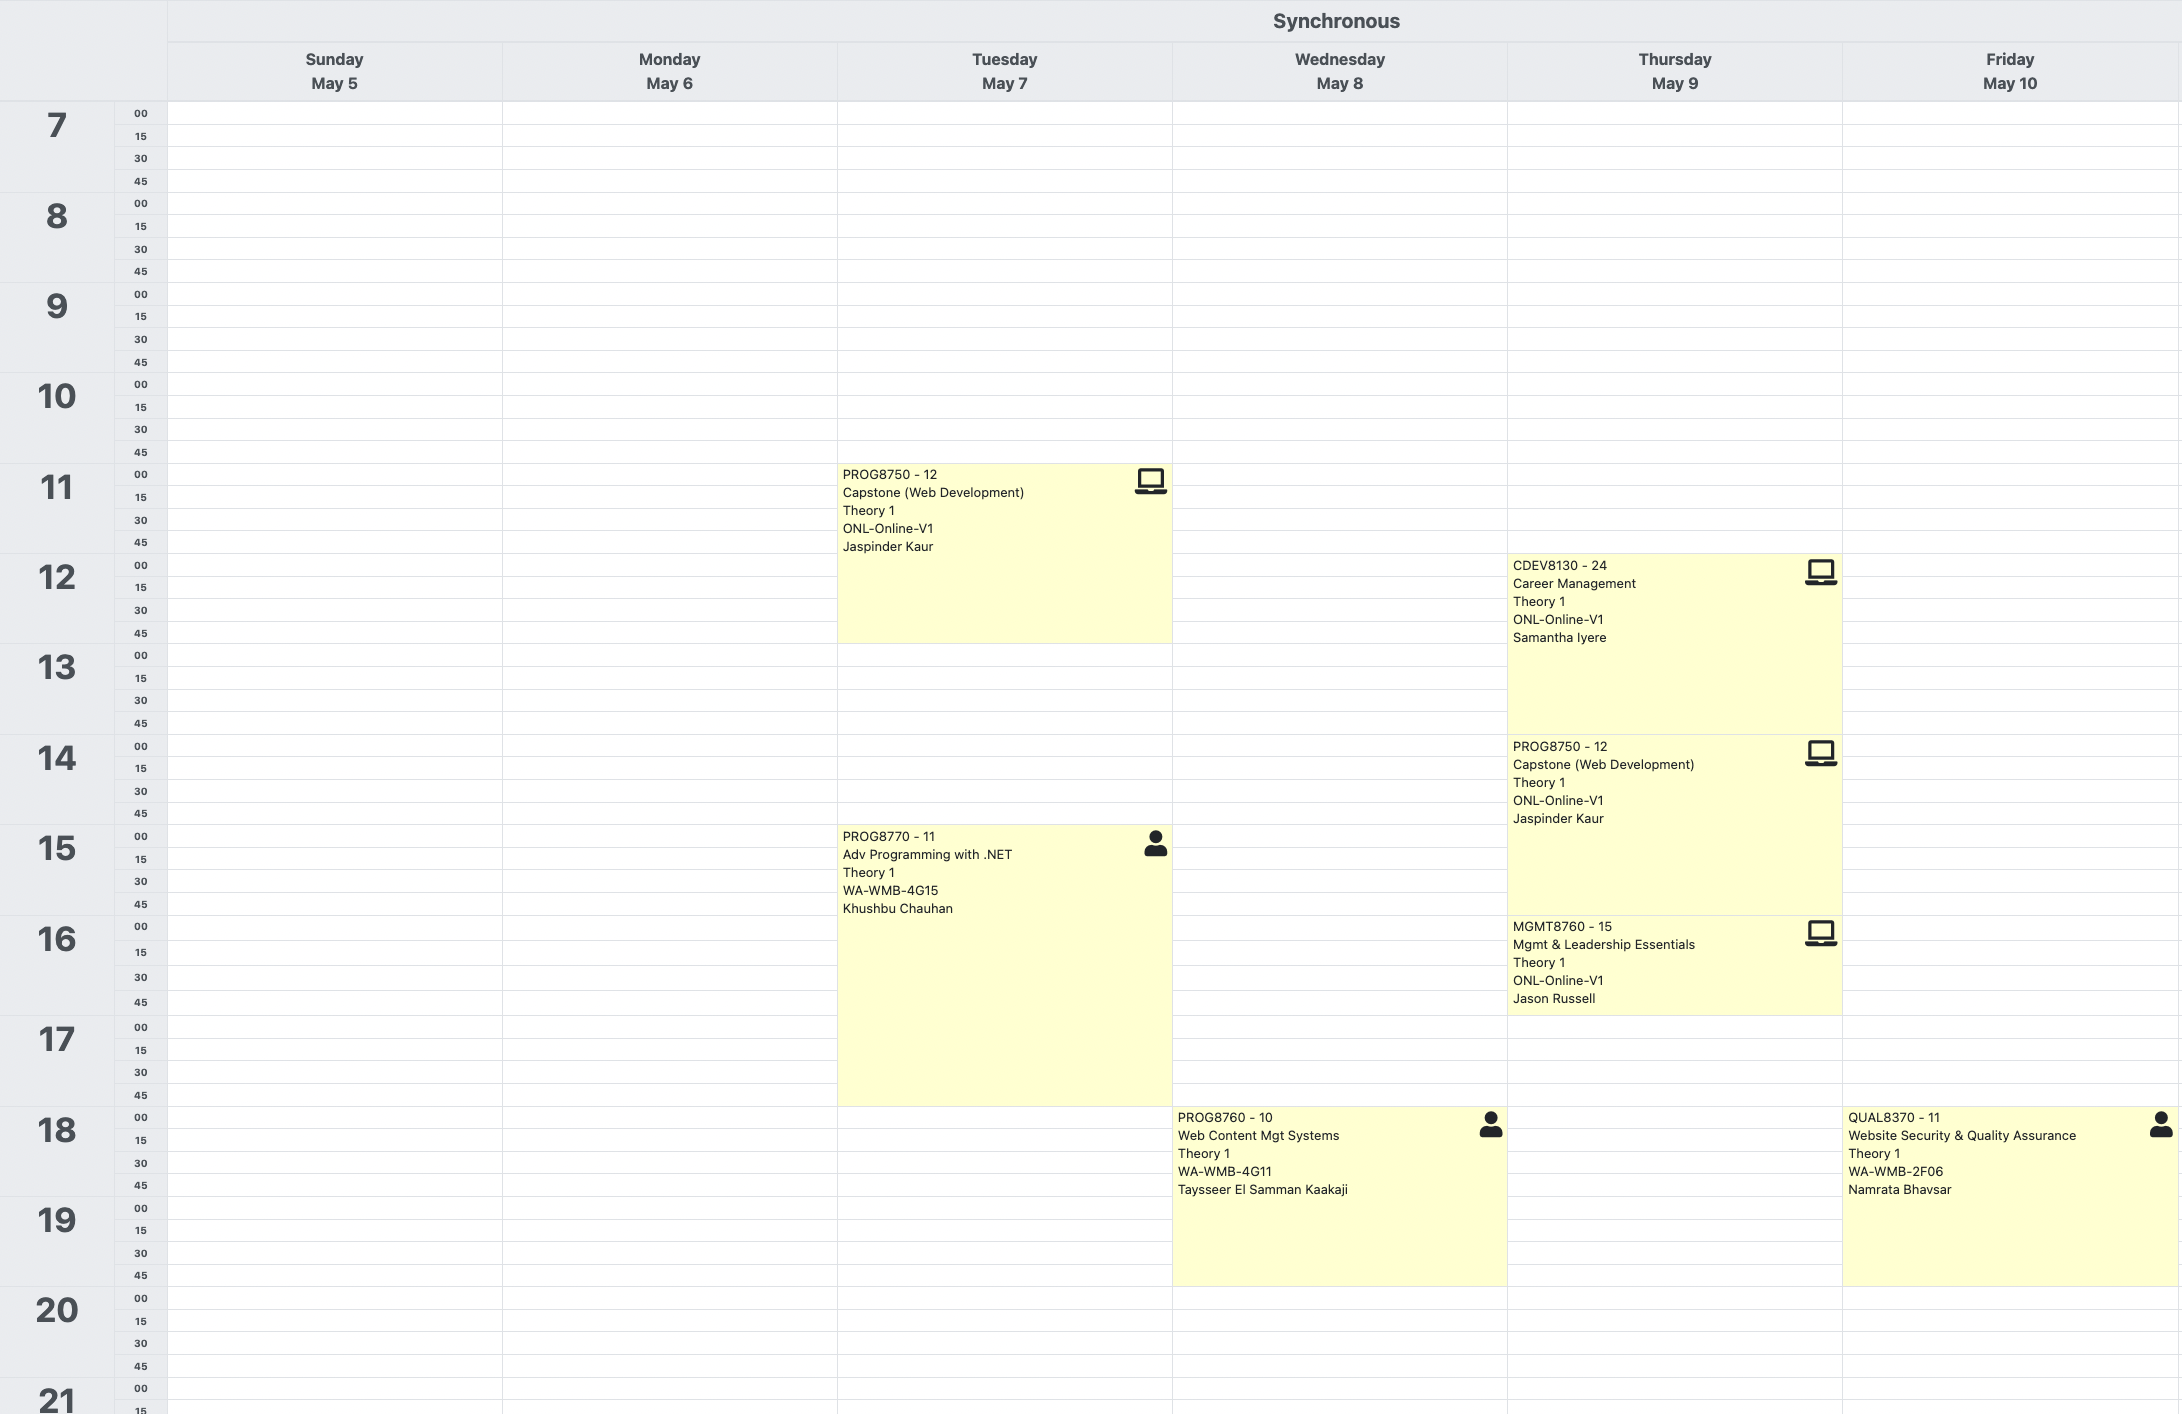 Synchronous
Sunday
May 5
Monday
May 6
Tuesday
May 7
Wednesday
May 8
Thursday
May 9
Friday
May 10
7
00
15
30
45
8
00
15
30
45
9
00
15
30
45
10
00
15
30
45
11
00
15
30
45
PROG8750 - 12
Capstone (Web Development)
Theory 1
ONL-Online-V1
Jaspinder Kaur
12
00
15
30
45
CDEV8130 - 24
Career Management
Theory 1
ONL-Online-V1
Samantha Iyere
13
00
15
30
45
14
00
15
30
45
PROG8750 - 12
Capstone (Web Development)
Theory 1
ONL-Online-V1
Jaspinder Kaur
15
00
15
30
45
PROG8770 - 11
Adv Programming with .NET
Theory 1
WA-WMB-4G15
Khushbu Chauhan
16
00
15
30
45
MGMT8760 - 15
Mgmt & Leadership Essentials
Theory 1
ONL-Online-V1
Jason Russell
17
00
15
30
45
18
00
15
30
45
PROG8760 - 10
Web Content Mgt Systems
Theory 1
WA-WMB-4G11
Taysseer El Samman Kaakaji
QUAL8370 - 11
Website Security & Quality Assurance
Theory 1
WA-WMB-2F06
Namrata Bhavsar
19
00
15
30
45
20
00
15
30
45
21
00
15